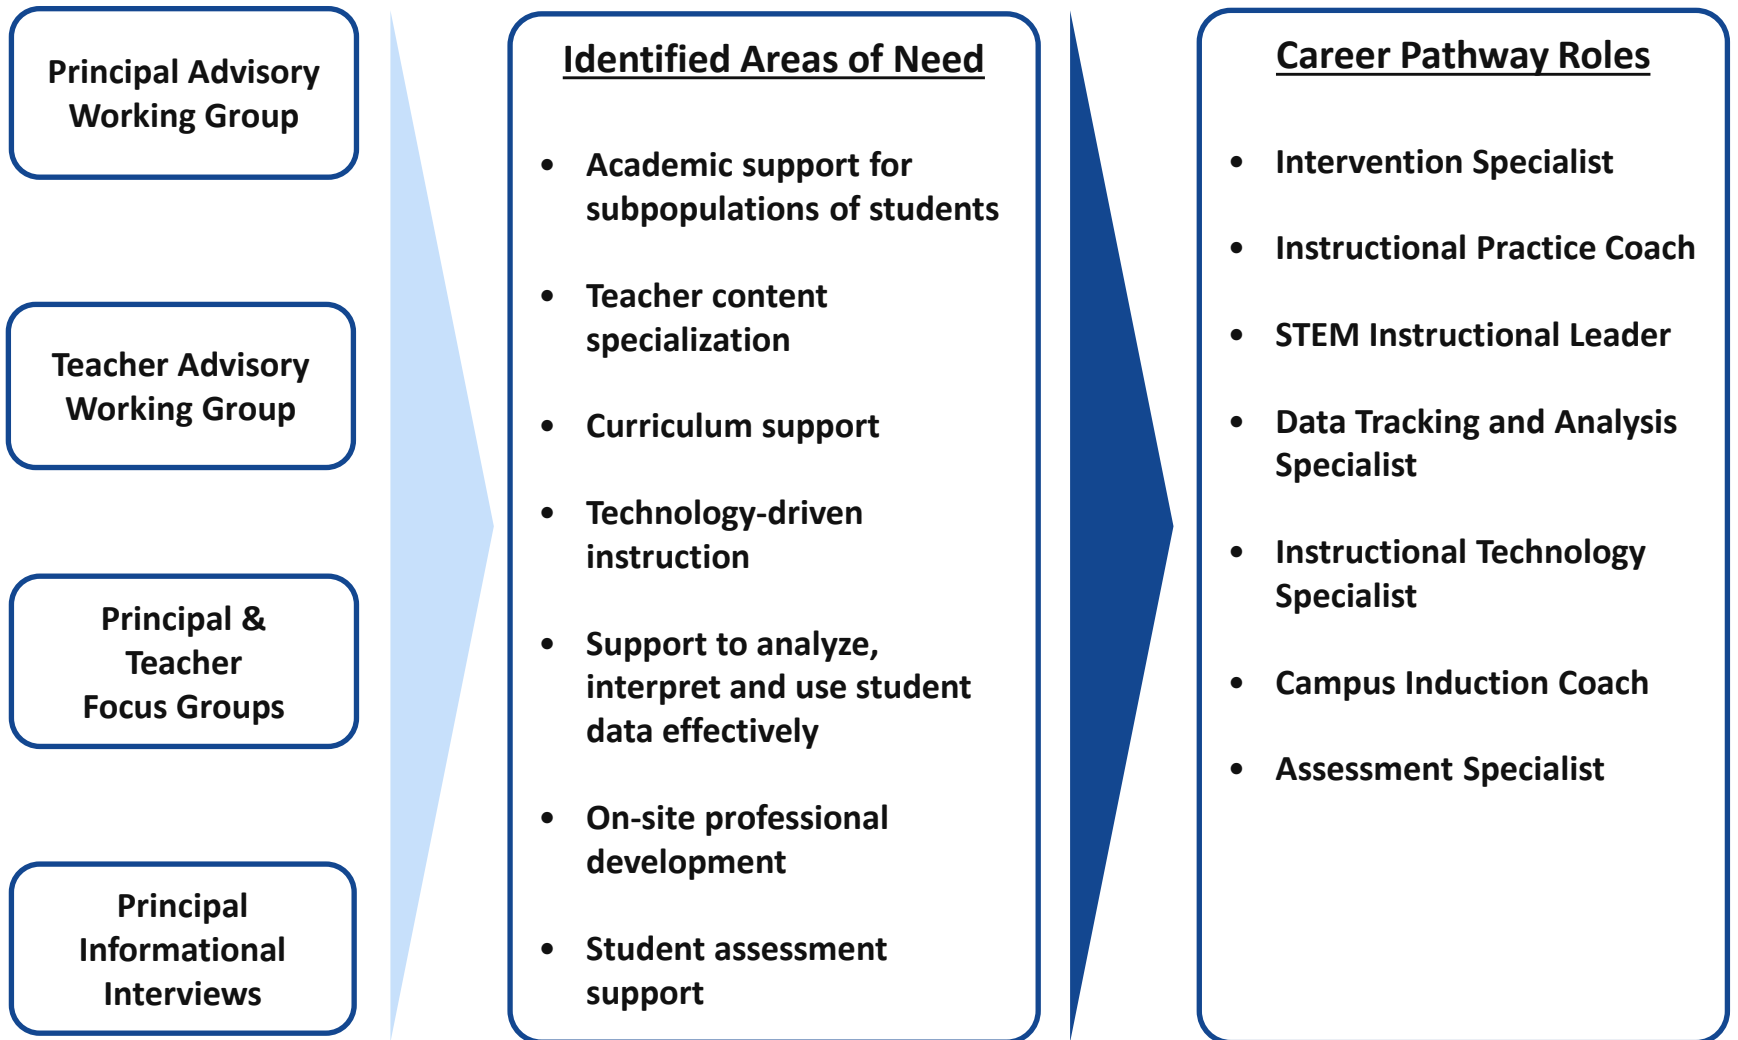 Principal Advisory
Working Group
Teacher Advisory
Working Group
Principal &
Teacher
Focus Groups
Principal
Informational
Interviews
Identified Areas of Need
• Academic support for
subpopulations of students
• Teacher content
specialization
• Curriculum support
• Technology-driven
instruction
• Support to analyze,
interpret and use student
data effectively
• On-site professional
development
• Student assessment
support
Career Pathway Roles
• Intervention Specialist
• Instructional Practice Coach
• STEM Instructional Leader
• Data Tracking and Analysis
Specialist
• Instructional Technology
Specialist
• Campus Induction Coach
• Assessment Specialist